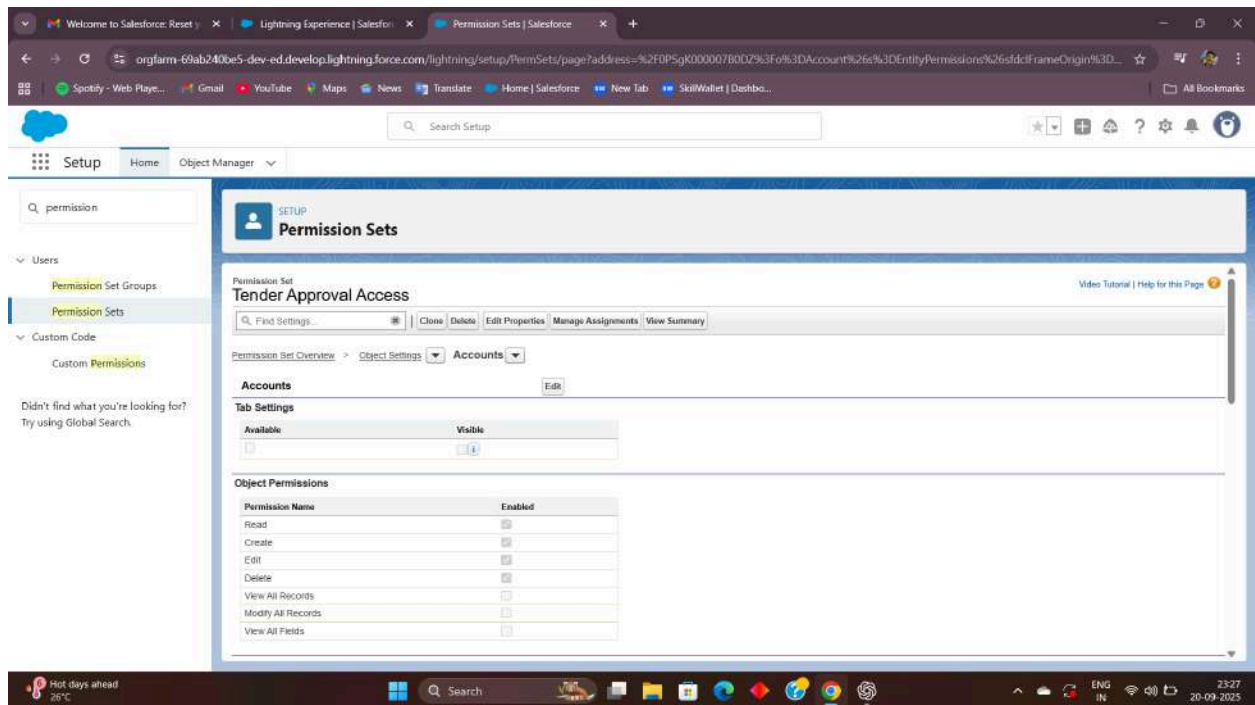 Welcome to Salesforce: Reset y
Lightning Experience | Salesfor
Permission Sets | Salesforce
orgfarm-69ab240be5-dev-ed.develop.lightning.force.com/lightning/setup/PermSets/page?address=%2F0PSgK000007B0DZ%3Fo%3DAccount%26s%3DEntityPermissions%26sfdcIFrameOrigin%3D...
Spotify - Web Playe...
Gmail
YouTube
Maps
News
Translate
Home | Salesforce
New Tab
SkillWallet | Dashbo...
All Bookmarks
Search Setup
Setup
Home
Object Manager
permission
Users
Permission Set Groups
Permission Sets
Custom Code
Custom Permissions
Didn't find what you're looking for?
Try using Global Search.
SETUP
Permission Sets
Permission Set
Tender Approval Access
Video Tutorial | Help for this Page
Find Settings...
| Clone Delete Edit Properties Manage Assignments View Summary
Permission Set Overview > Object Settings Accounts
Accounts Edit
Tab Settings
Available Visible
Object Permissions
Permission Name Enabled
Read
Create
Edit
Delete
View All Records
Modify All Records
View All Fields
Hot days ahead
26°C
Search
ENG
IN
23:27
20-09-2025